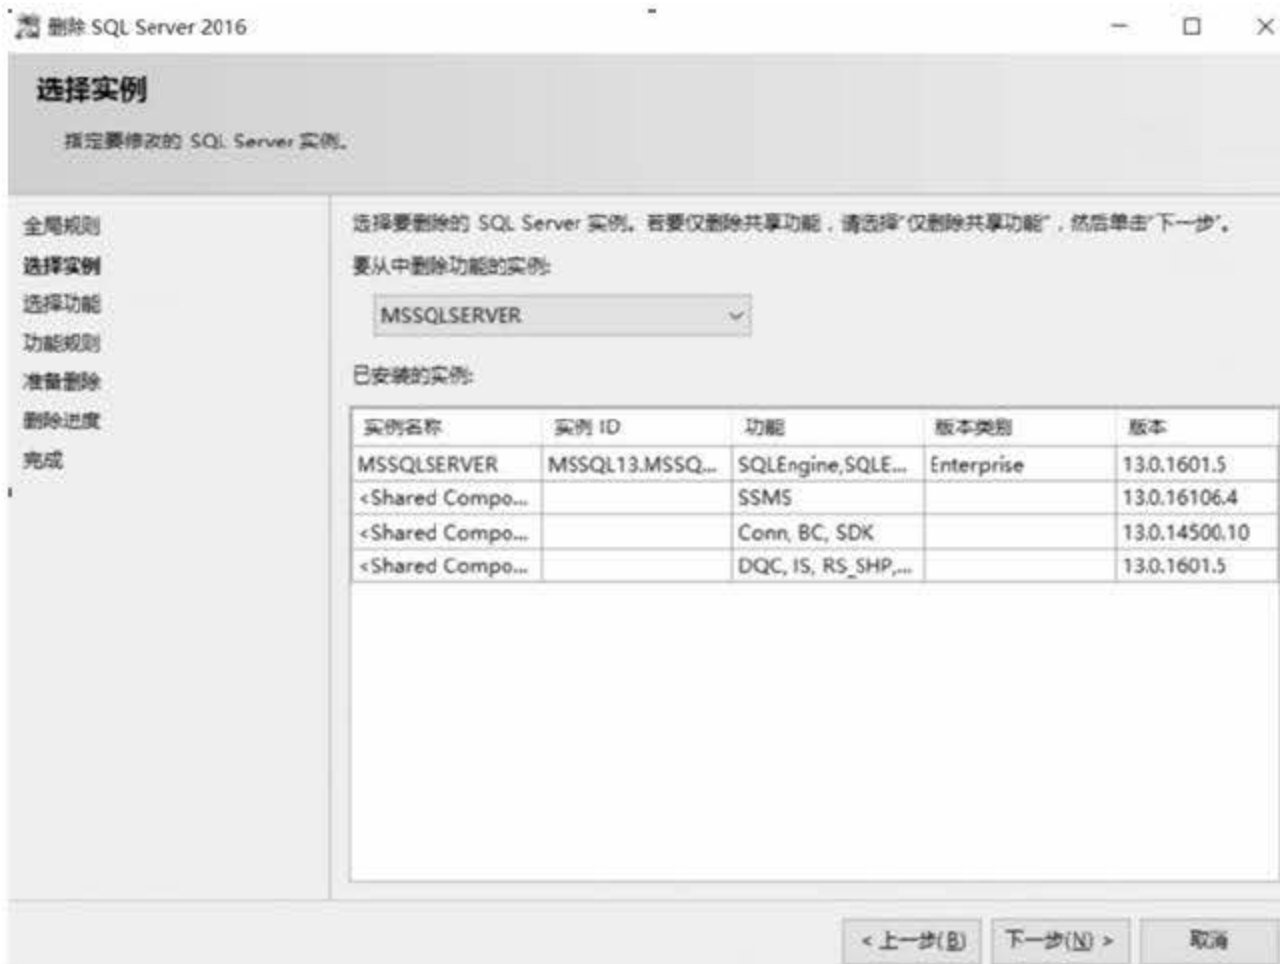 删除 SQL Server 2016
选择实例
指定要修改的 SQL Server 实例。
全局规则
选择实例
选择功能
功能规则
准备删除
删除进度
完成
选择要删除的 SQL Server 实例。若要仅删除共享功能，请选择"仅删除共享功能"，然后单击"下一步"。
要从中删除功能的实例:
MSSQLSERVER
已安装的实例:
实例名称 实例 ID 功能 版本类别 版本
MSSQLSERVER MSSQL13.MSSQ... SQLEngine,SQLE... Enterprise 13.0.1601.5
<Shared Compo... SSMS 13.0.16106.4
<Shared Compo... Conn, BC, SDK 13.0.14500.10
<Shared Compo... DQC, IS, RS_SHP,... 13.0.1601.5
< 上一步(B) 下一步(N) > 取消